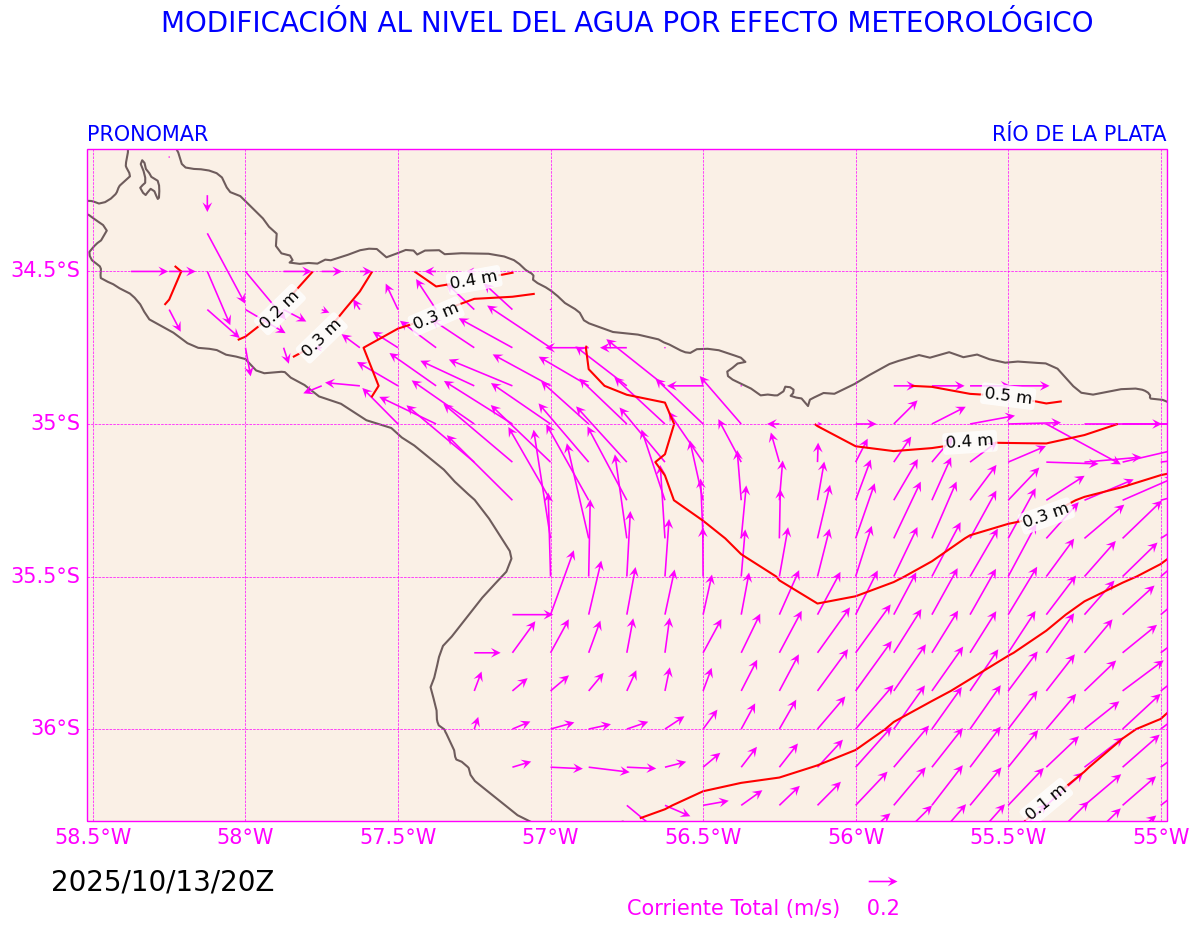 MODIFICACIÓN AL NIVEL DEL AGUA POR EFECTO METEOROLÓGICO
PRONOMAR
RÍO DE LA PLATA
34.5°S
35°S
35.5°S
36°S
0.4 m
0.2 m
0.3 m
0.3 m
0.5 m
0.4 m
0.3 m
0.1 m
58.5°W
58°W
57.5°W
57°W
56.5°W
56°W
55.5°W
55°W
2025/10/13/20Z
Corriente Total (m/s)
0.2